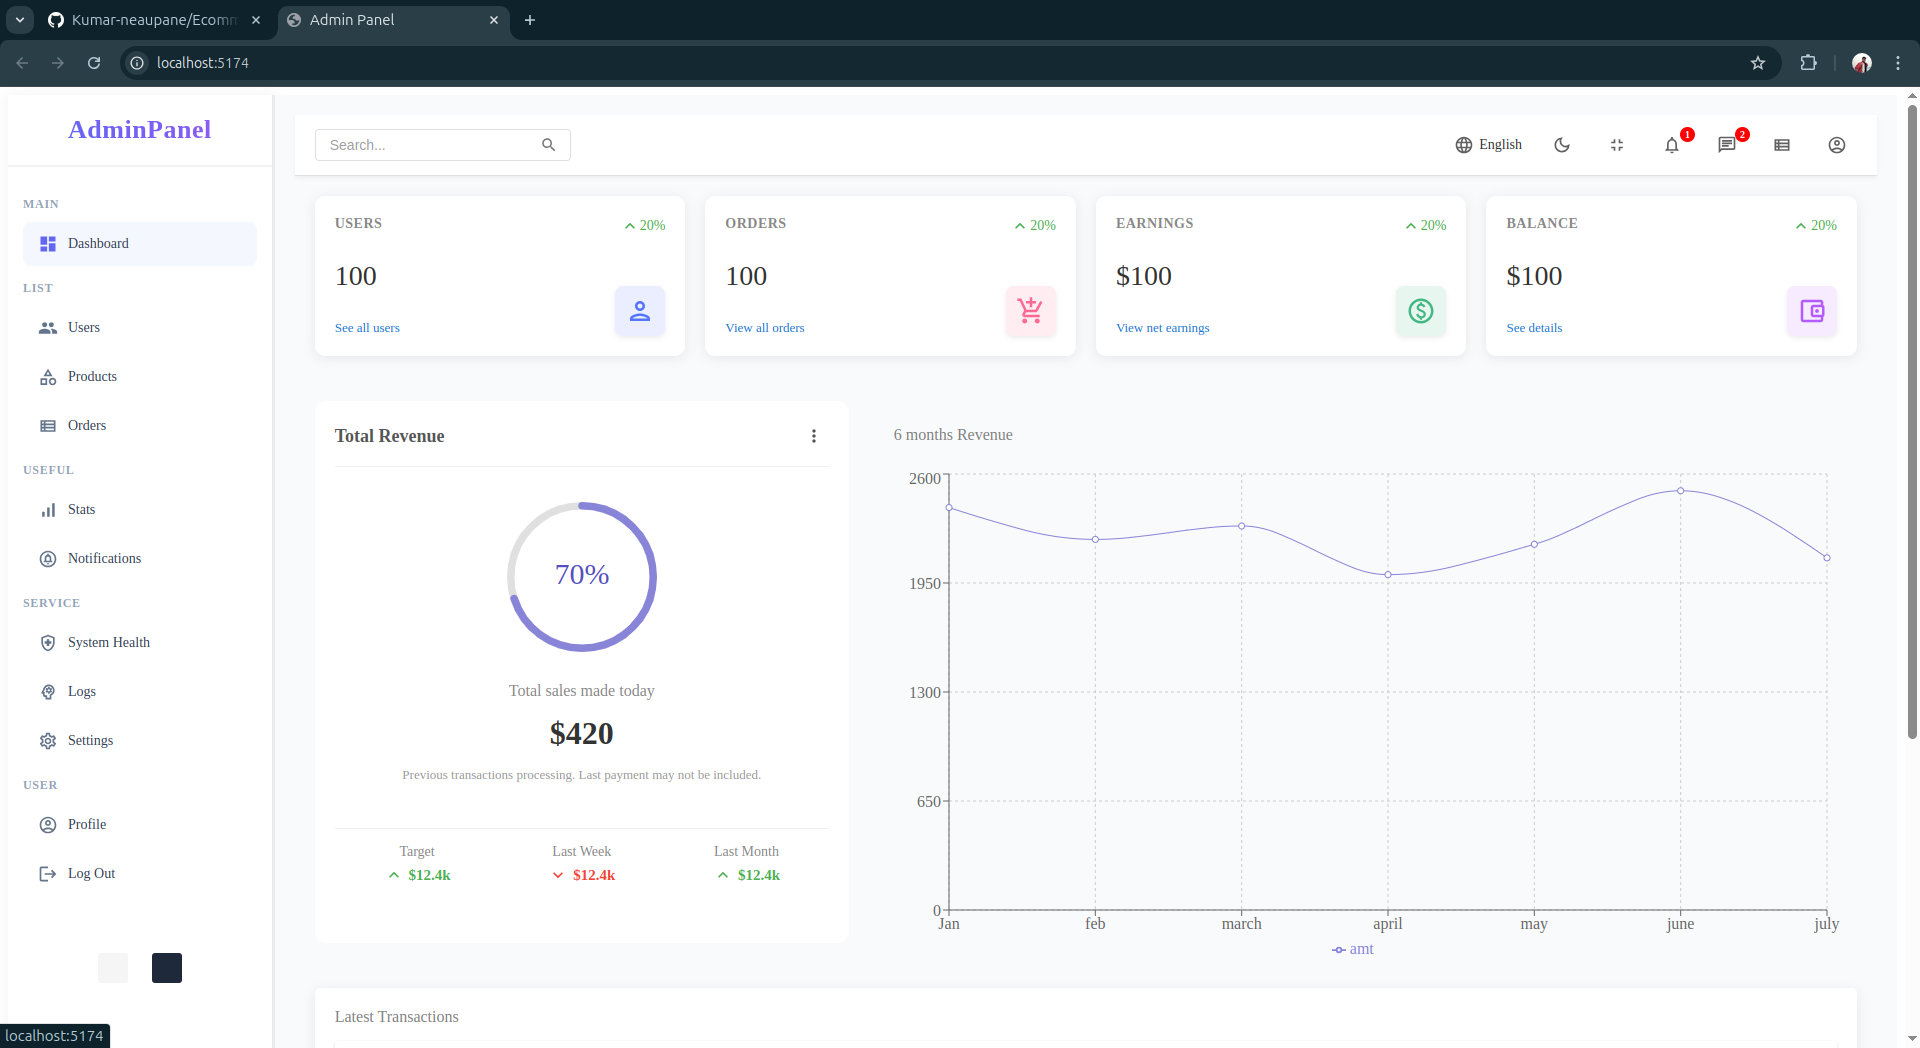 Kumar-neaupane/Ecomm
Admin Panel
localhost:5174
AdminPanel
MAIN
Dashboard
LIST
Users
Products
Orders
USEFUL
Stats
Notifications
SERVICE
System Health
Logs
Settings
USER
Profile
Log Out
localhost:5174
Search...
English
1
2
USERS
20%
100
See all users
ORDERS
20%
100
View all orders
EARNINGS
20%
$100
View net earnings
BALANCE
20%
$100
See details
Total Revenue
70%
Total sales made today
$420
Previous transactions processing. Last payment may not be included.
Target
$12.4k
Last Week
$12.4k
Last Month
$12.4k
6 months Revenue
2600
1950
1300
650
0
Jan feb march april may june july
amt
Latest Transactions